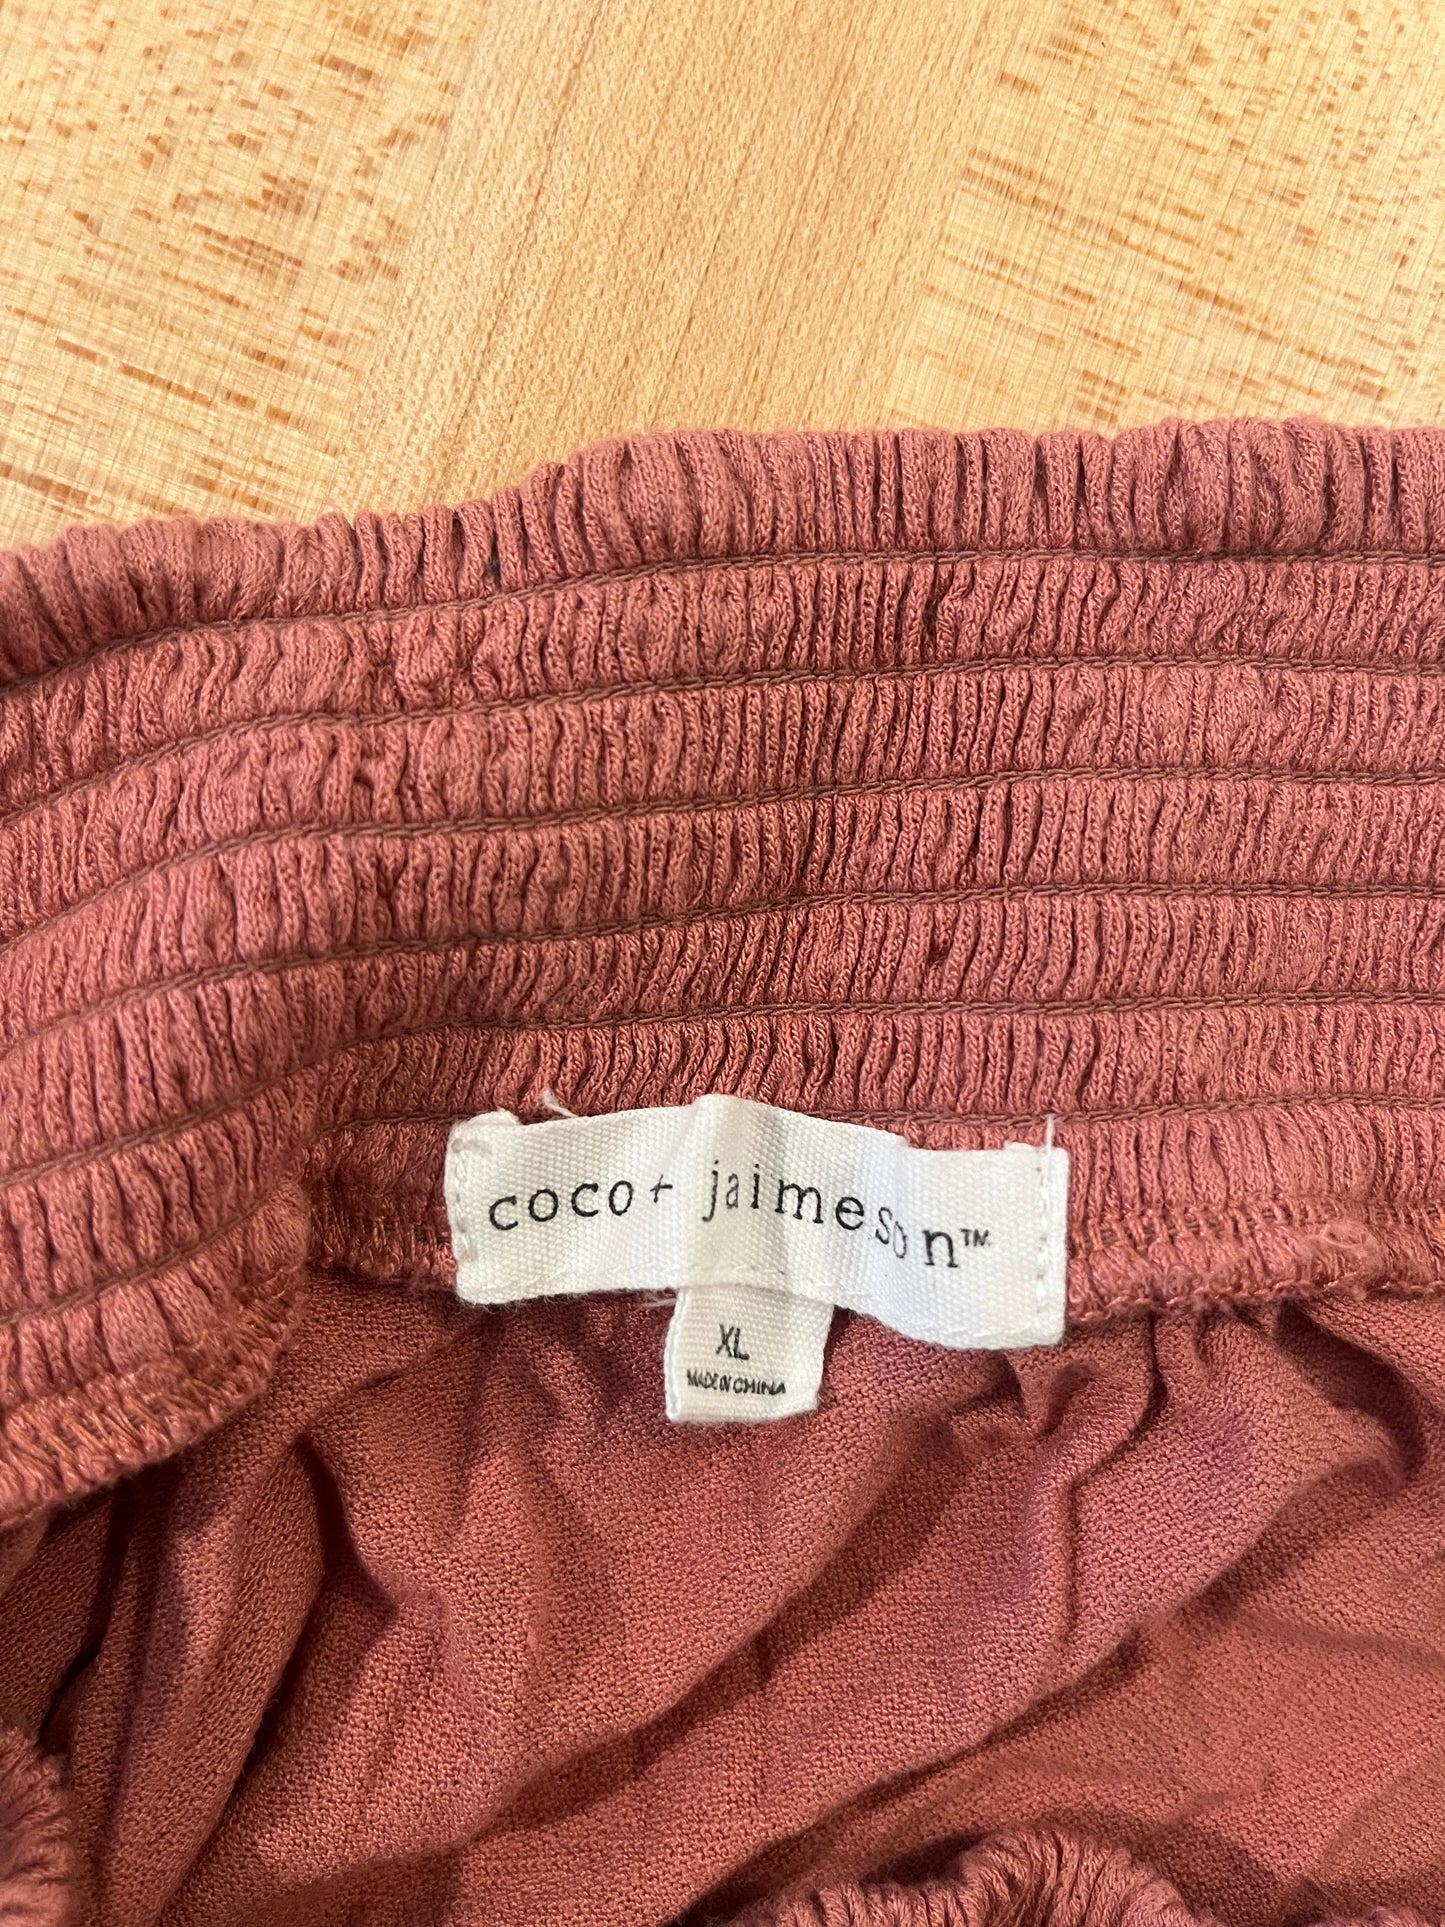 coco + jaimeson™
XL
MADE IN CHINA